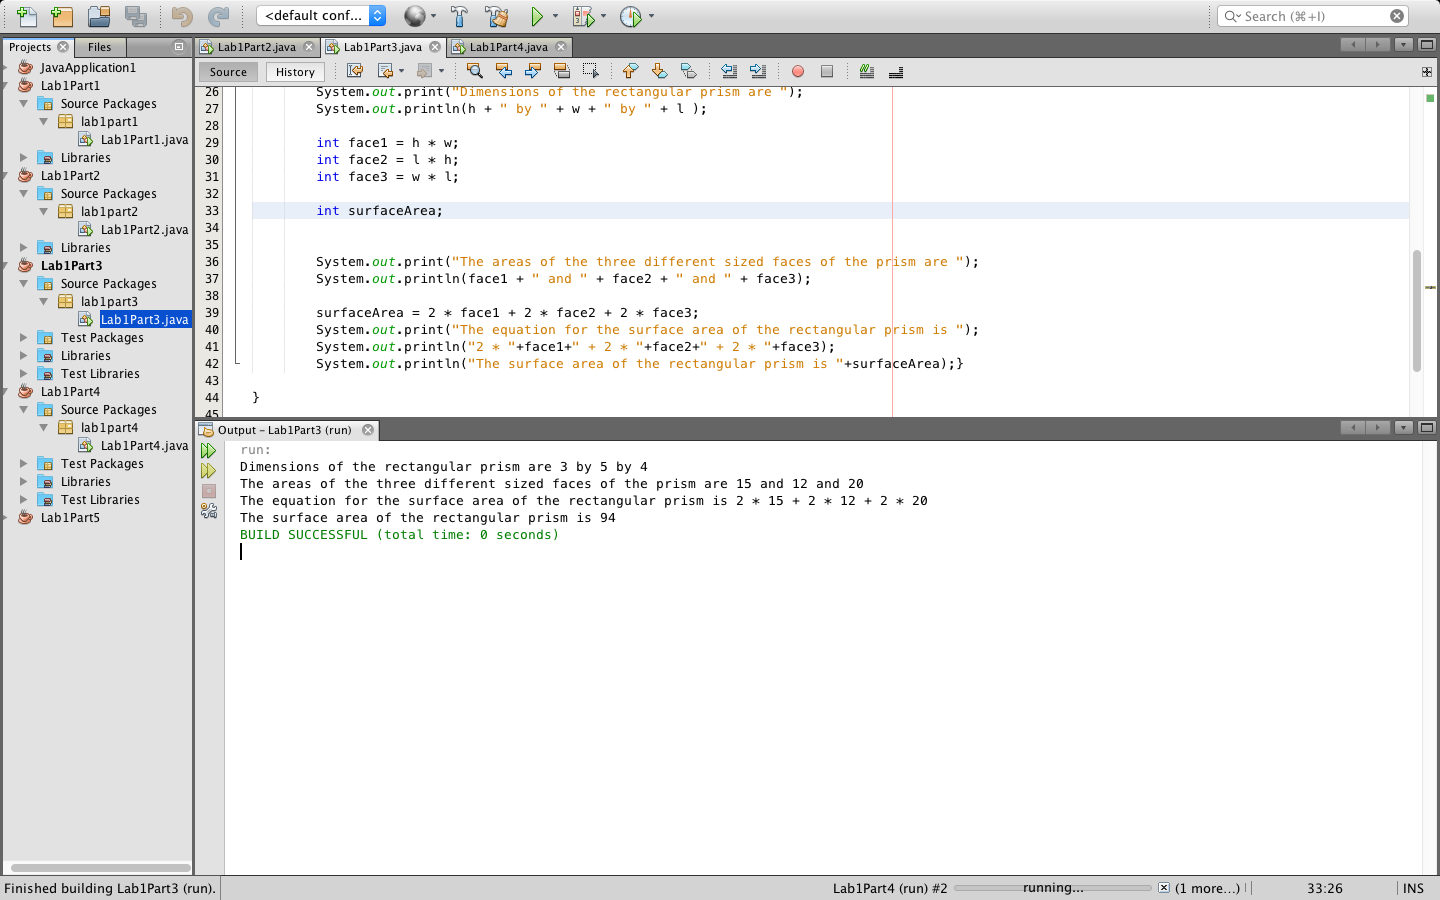 <default conf...
Search (⌘+I)
Projects
Files
Lab1Part2.java
Lab1Part3.java
Lab1Part4.java
Source
History
JavaApplication1
Lab1Part1
Source Packages
lab1part1
Lab1Part1.java
Libraries
Lab1Part2
Source Packages
lab1part2
Lab1Part2.java
Libraries
Lab1Part3
Source Packages
lab1part3
Lab1Part3.java
Test Packages
Libraries
Test Libraries
Lab1Part4
Source Packages
lab1part4
Lab1Part4.java
Test Packages
Libraries
Test Libraries
Lab1Part5
26 System.out.print("Dimensions of the rectangular prism are ");
27 System.out.println(h + " by " + w + " by " + l );
28
29 int face1 = h * w;
30 int face2 = l * h;
31 int face3 = w * l;
32
33 int surfaceArea;
34
35
36 System.out.print("The areas of the three different sized faces of the prism are ");
37 System.out.println(face1 + " and " + face2 + " and " + face3);
38
39 surfaceArea = 2 * face1 + 2 * face2 + 2 * face3;
40 System.out.print("The equation for the surface area of the rectangular prism is ");
41 System.out.println("2 * "+face1+" + 2 * "+face2+" + 2 * "+face3);
42 System.out.println("The surface area of the rectangular prism is "+surfaceArea);}
43
44 }
45
Output – Lab1Part3 (run)
run:
Dimensions of the rectangular prism are 3 by 5 by 4
The areas of the three different sized faces of the prism are 15 and 12 and 20
The equation for the surface area of the rectangular prism is 2 * 15 + 2 * 12 + 2 * 20
The surface area of the rectangular prism is 94
BUILD SUCCESSFUL (total time: 0 seconds)
Finished building Lab1Part3 (run).
Lab1Part4 (run) #2
running...
(1 more...)
33:26
INS